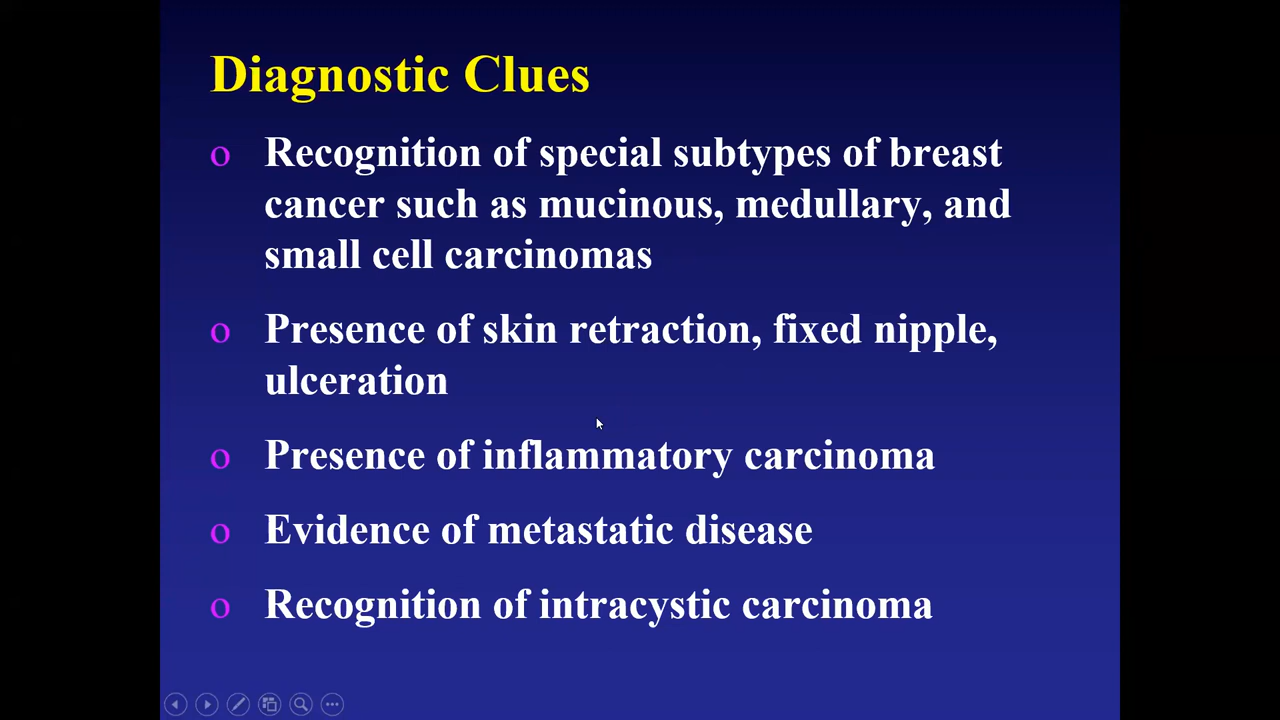 Diagnostic Clues
o Recognition of special subtypes of breast
cancer such as mucinous, medullary, and
small cell carcinomas
o Presence of skin retraction, fixed nipple,
ulceration
o Presence of inflammatory carcinoma
o Evidence of metastatic disease
o Recognition of intracystic carcinoma